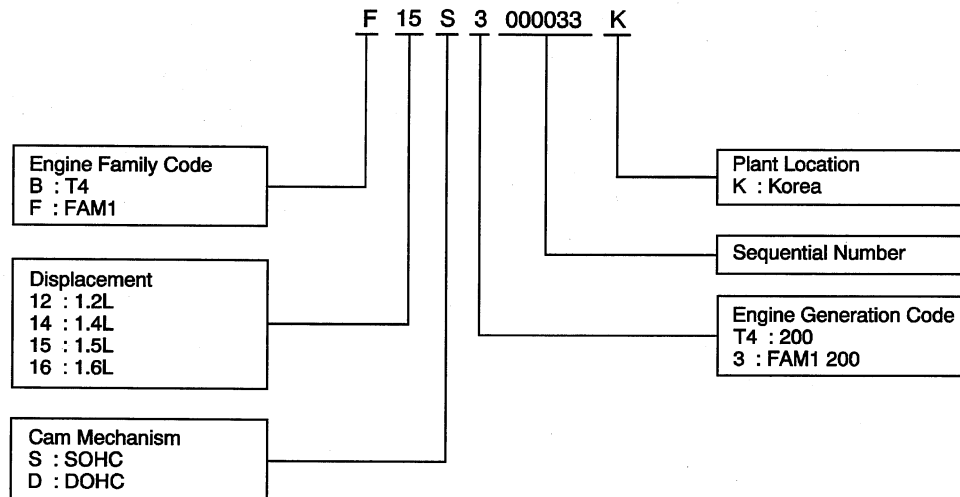 F 15 S 3 000033 K
Engine Family Code
B : T4
F : FAM1
Displacement
12 : 1.2L
14 : 1.4L
15 : 1.5L
16 : 1.6L
Cam Mechanism
S : SOHC
D : DOHC
Plant Location
K : Korea
Sequential Number
Engine Generation Code
T4 : 200
3 : FAM1 200